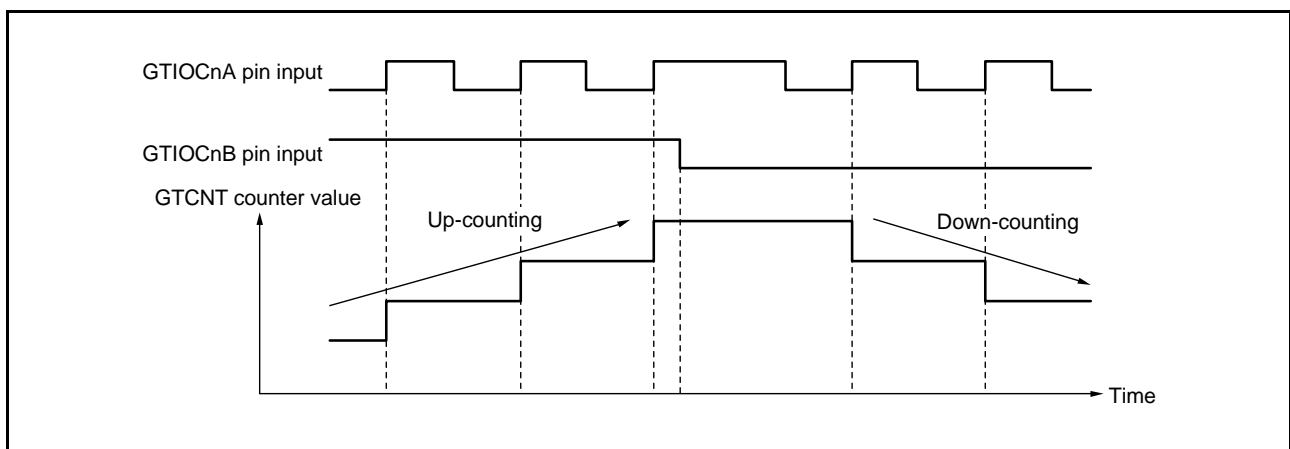 GTIOCnA pin input
GTIOCnB pin input
GTCNT counter value
Up-counting
Down-counting
Time